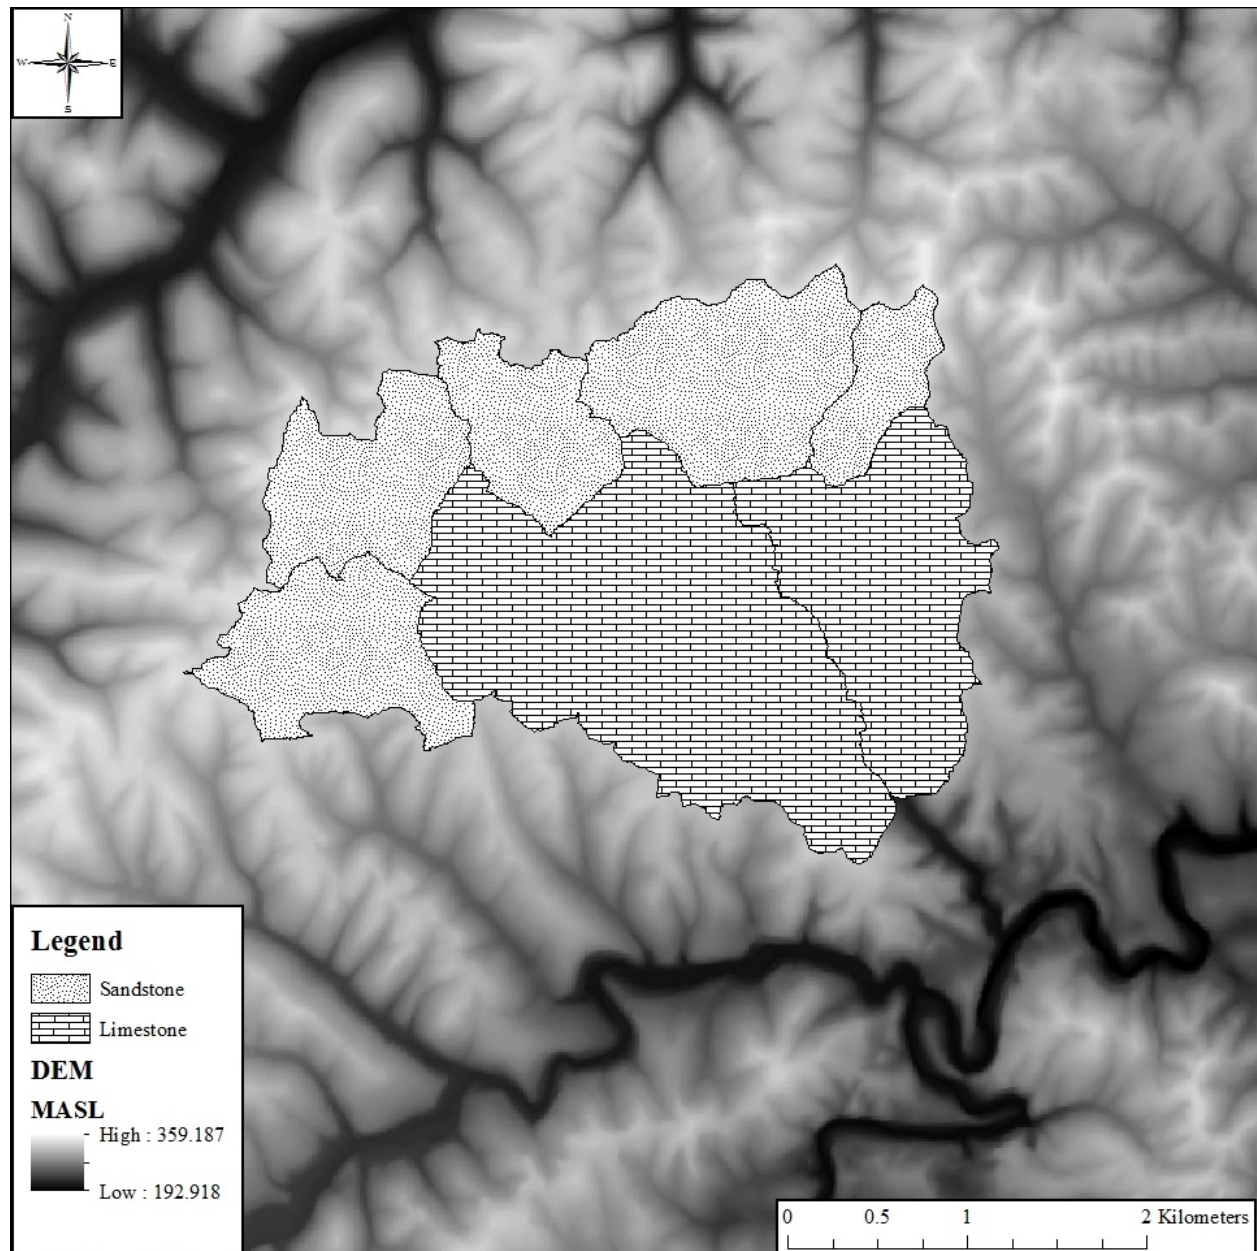 N
W E
S
Legend
Sandstone
Limestone
DEM
MASL
High : 359.187
Low : 192.918
0 0.5 1 2 Kilometers